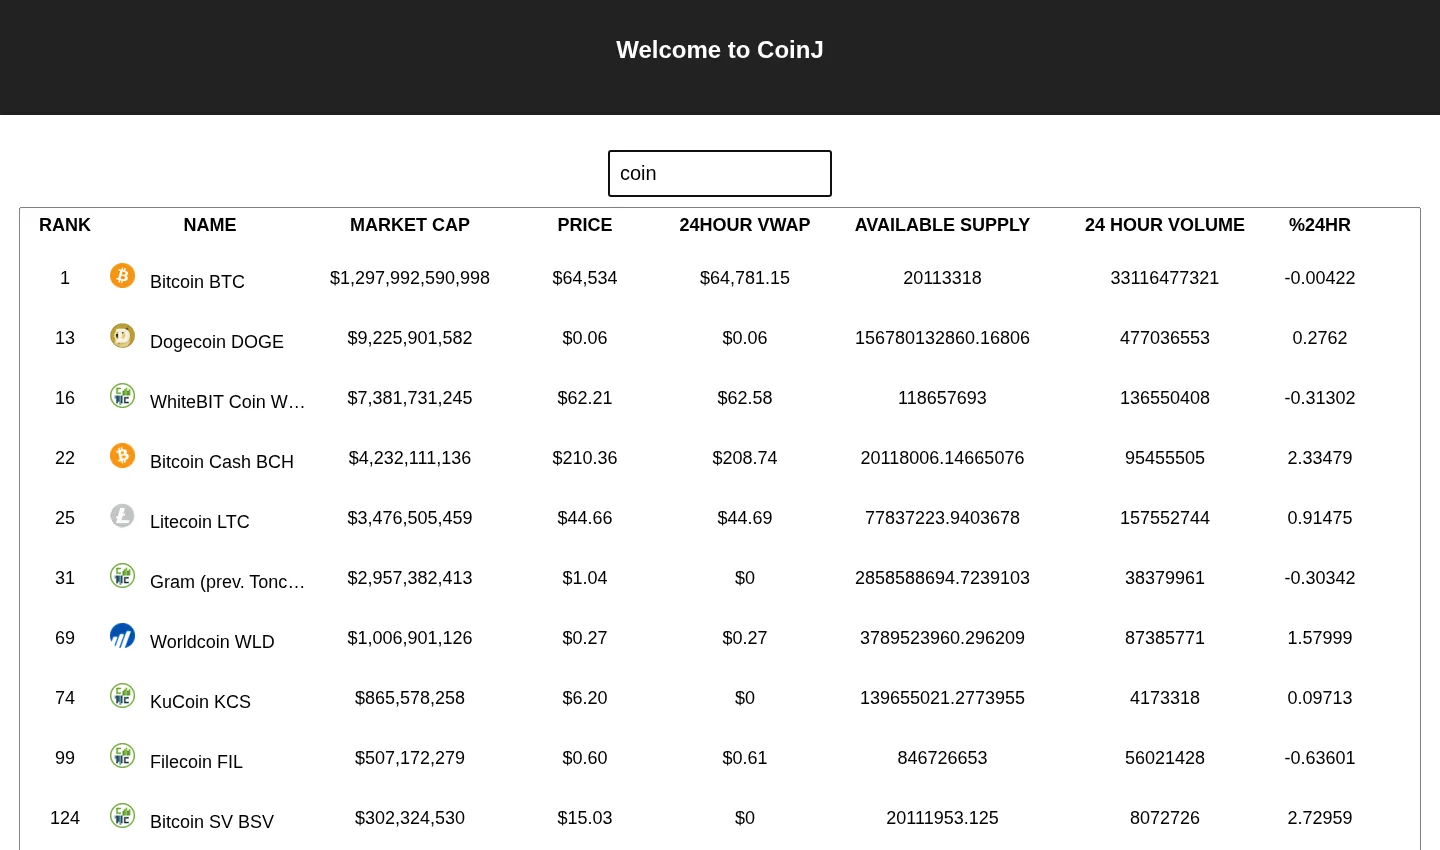 Welcome to CoinJ
coin
RANK NAME MARKET CAP PRICE 24HOUR VWAP AVAILABLE SUPPLY 24 HOUR VOLUME %24HR
1 Bitcoin BTC $1,297,992,590,998 $64,534 $64,781.15 20113318 33116477321 -0.00422
13 Dogecoin DOGE $9,225,901,582 $0.06 $0.06 156780132860.16806 477036553 0.2762
16 WhiteBIT Coin W… $7,381,731,245 $62.21 $62.58 118657693 136550408 -0.31302
22 Bitcoin Cash BCH $4,232,111,136 $210.36 $208.74 20118006.14665076 95455505 2.33479
25 Litecoin LTC $3,476,505,459 $44.66 $44.69 77837223.9403678 157552744 0.91475
31 Gram (prev. Tonc… $2,957,382,413 $1.04 $0 2858588694.7239103 38379961 -0.30342
69 Worldcoin WLD $1,006,901,126 $0.27 $0.27 3789523960.296209 87385771 1.57999
74 KuCoin KCS $865,578,258 $6.20 $0 139655021.2773955 4173318 0.09713
99 Filecoin FIL $507,172,279 $0.60 $0.61 846726653 56021428 -0.63601
124 Bitcoin SV BSV $302,324,530 $15.03 $0 20111953.125 8072726 2.72959